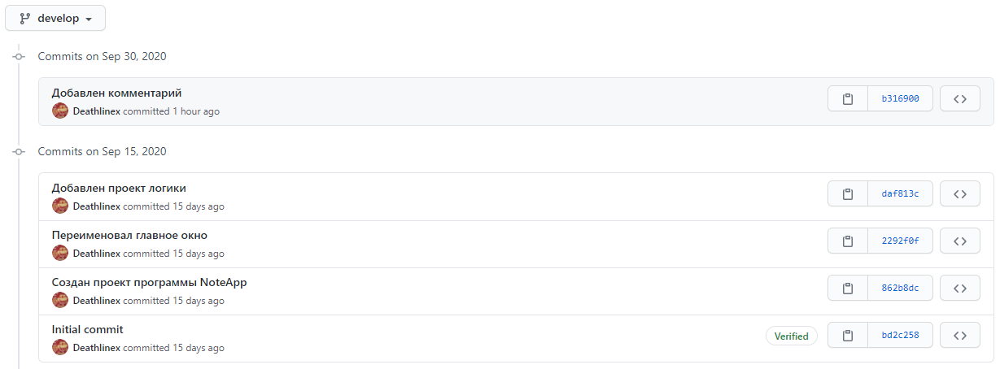 develop
Commits on Sep 30, 2020
Добавлен комментарий
Deathlinex committed 1 hour ago
b316900
Commits on Sep 15, 2020
Добавлен проект логики
Deathlinex committed 15 days ago
daf813c
Переименовал главное окно
Deathlinex committed 15 days ago
2292f0f
Создан проект программы NoteApp
Deathlinex committed 15 days ago
862b8dc
Initial commit
Deathlinex committed 15 days ago
Verified
bd2c258